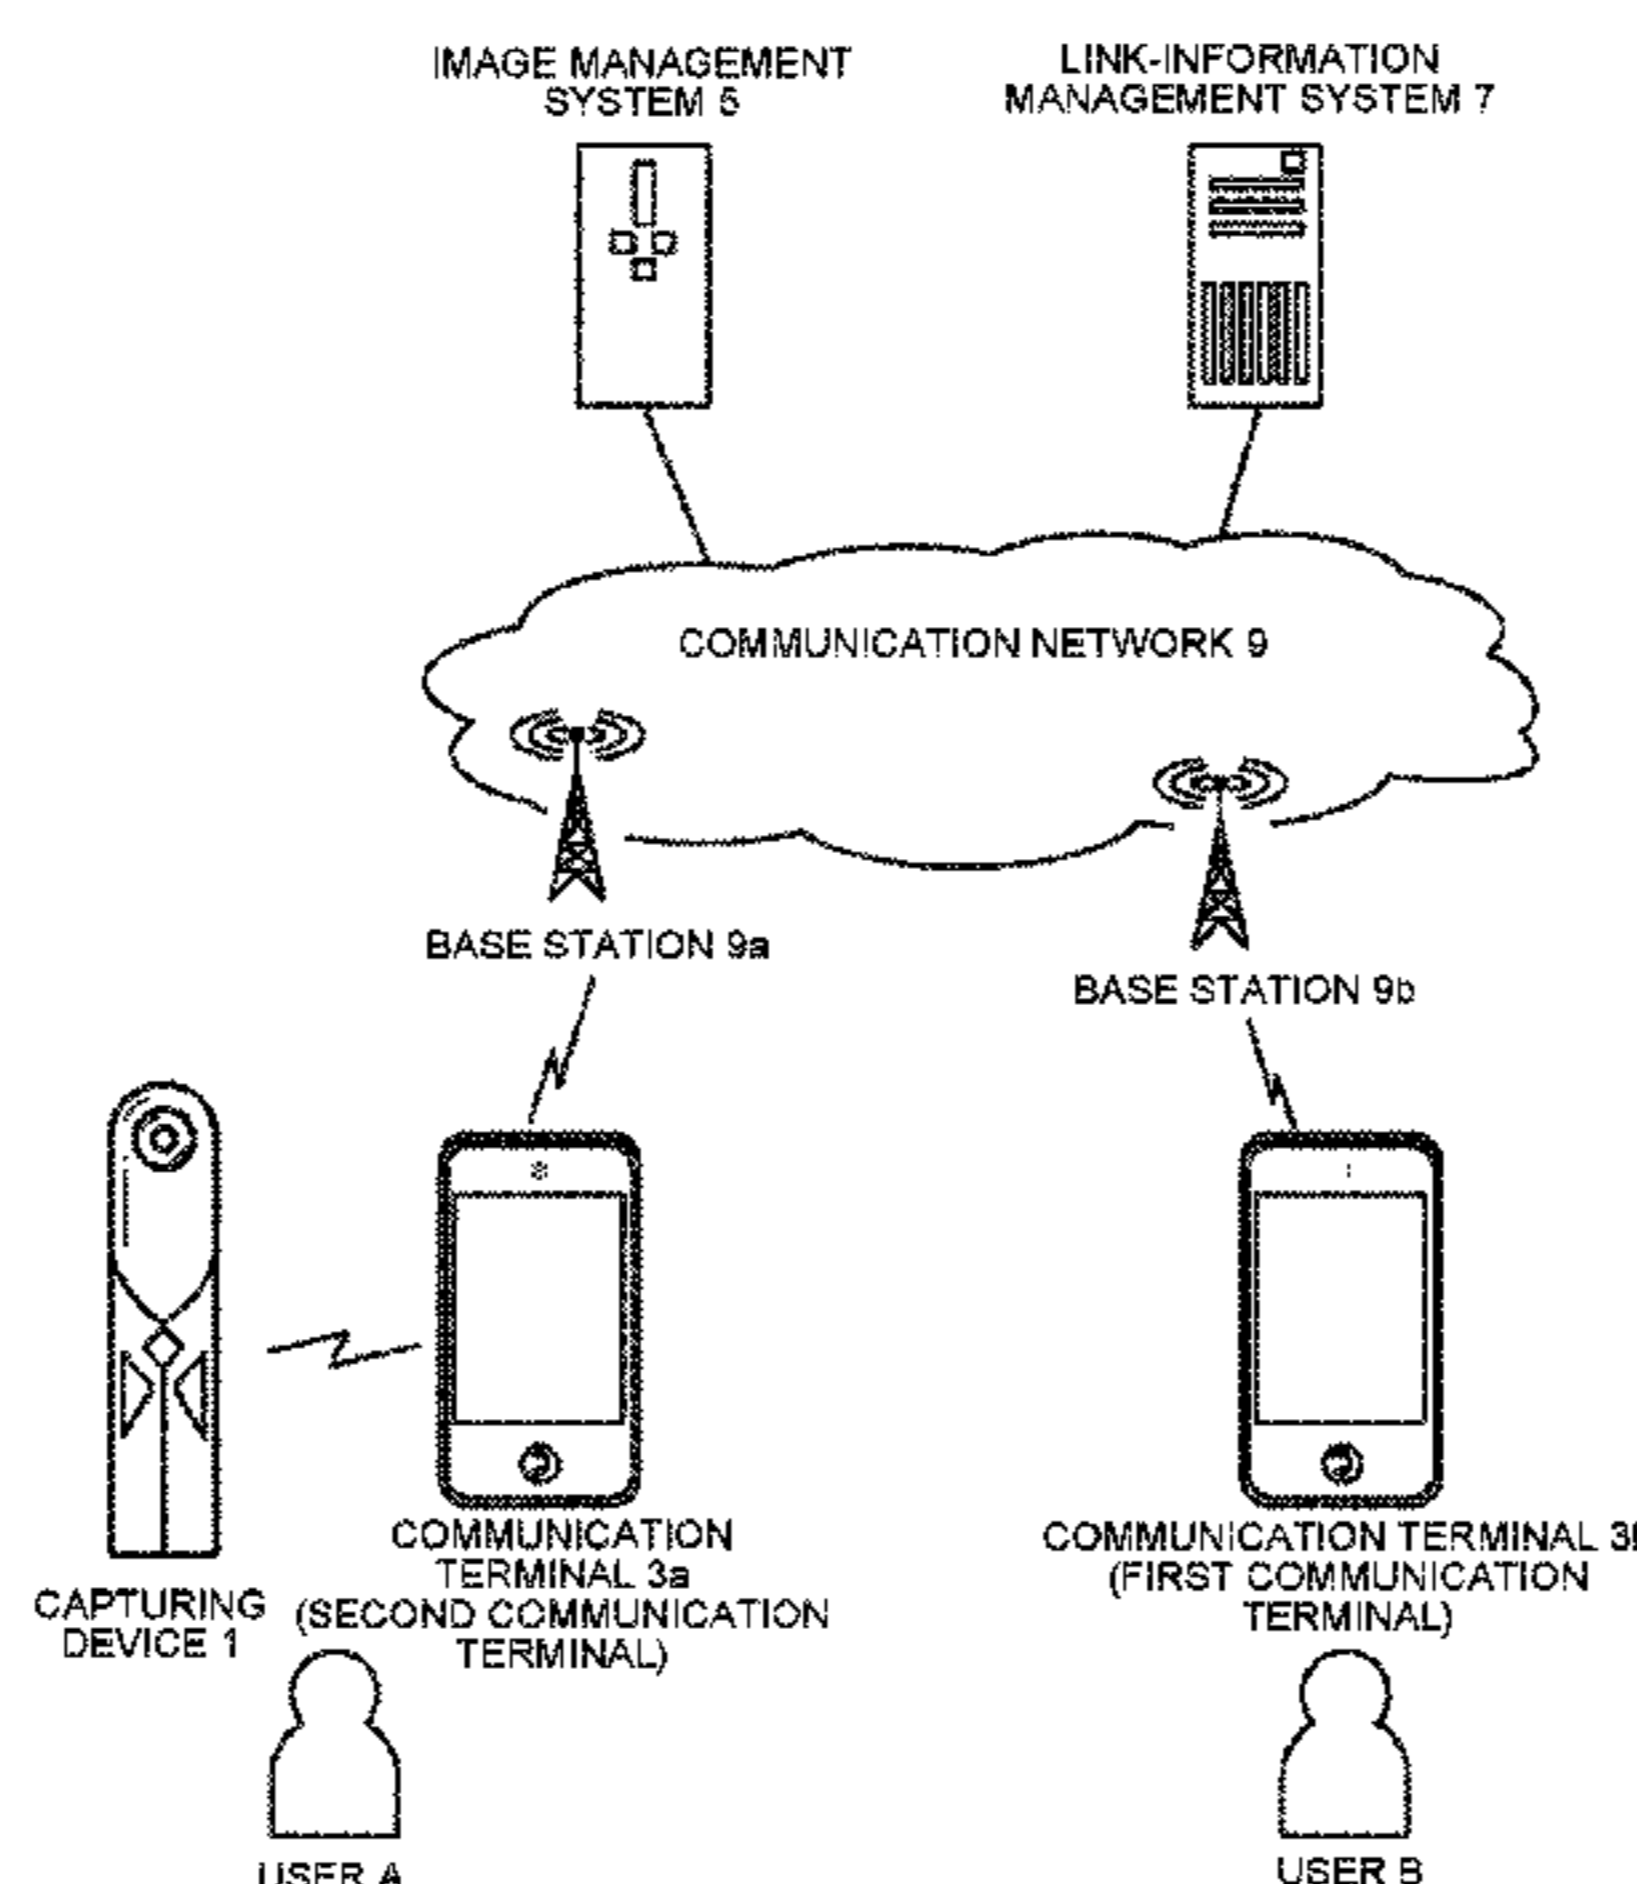 IMAGE MANAGEMENT
SYSTEM 5
LINK-INFORMATION
MANAGEMENT SYSTEM 7
COMMUNICATION NETWORK 9
BASE STATION 9a
BASE STATION 9b
COMMUNICATION
TERMINAL 3a
(SECOND COMMUNICATION
TERMINAL)
COMMUNICATION TERMINAL
(FIRST COMMUNICATION
TERMINAL)
CAPTURING
DEVICE 1
USER A
USER B